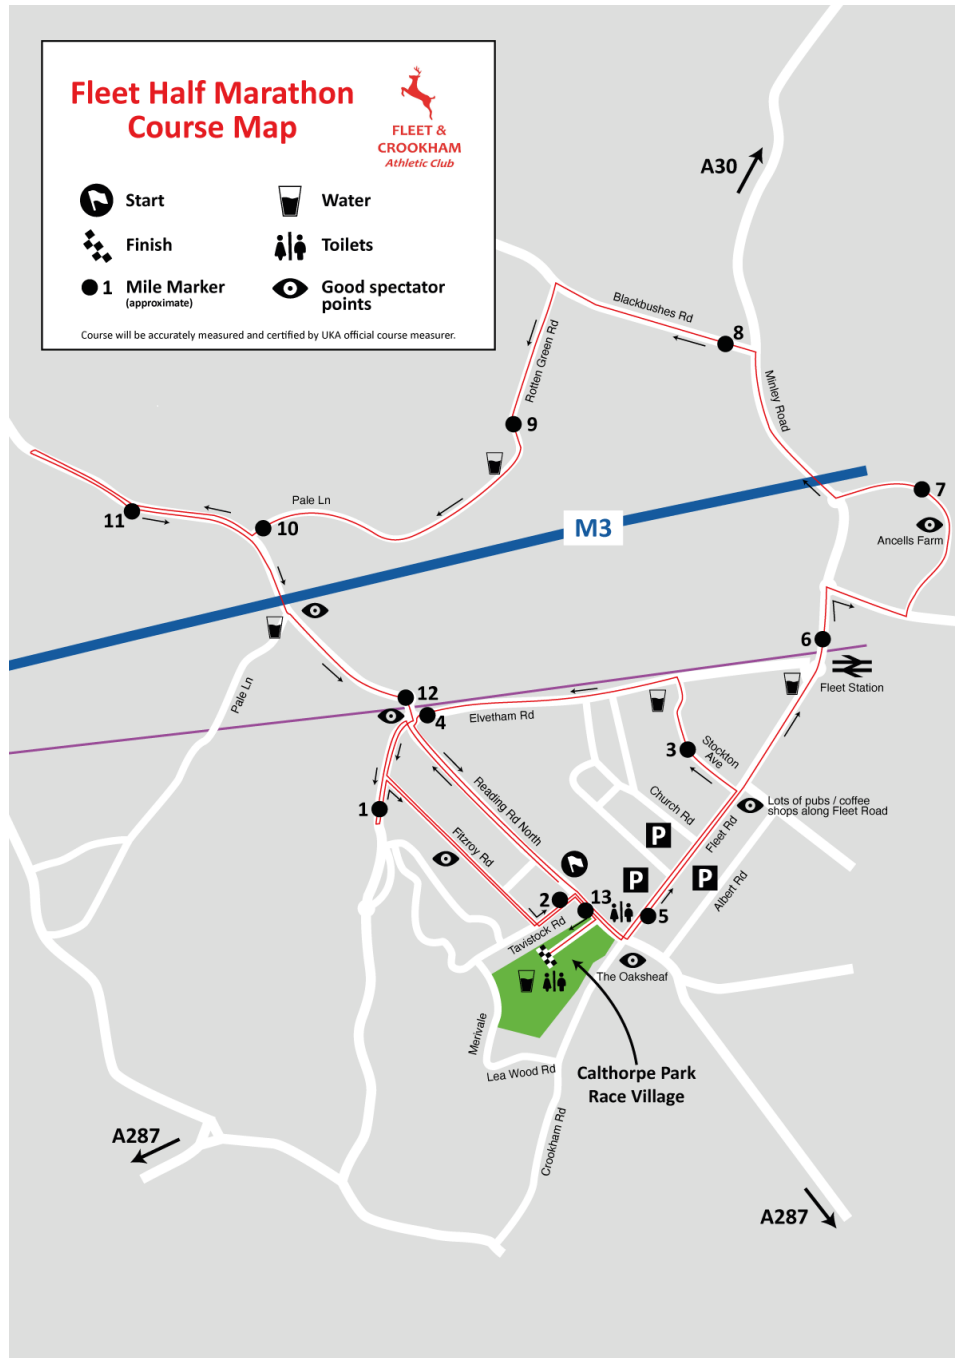 Fleet Half Marathon
Course Map
FLEET &
CROOKHAM
Athletic Club
Start
Water
Finish
Toilets
1 Mile Marker
(approximate)
Good spectator
points
Course will be accurately measured and certified by UKA official course measurer.
A30
Blackbushes Rd
8
Rotten Green Rd
Minley Road
9
7
Pale Ln
11
10
M3
Ancells Farm
6
Fleet Station
Pale Ln
12
4
Elvetham Rd
3
Stockton
Ave
1
Reading Rd North
Church Rd
Fleet Rd
Lots of pubs / coffee
shops along Fleet Road
Fitzroy Rd
P
P
P
Albert Rd
2
13
5
Tavistock Rd
The Oaksheaf
Merivale
Lea Wood Rd
Calthorpe Park
Race Village
Crookham Rd
A287
A287